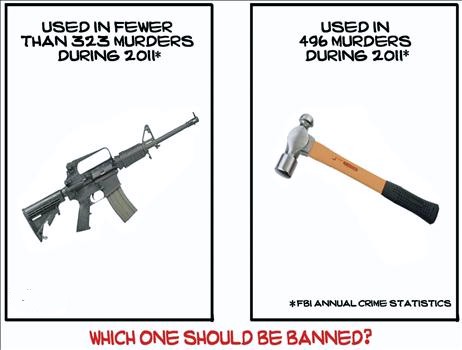 USED IN FEWER
THAN 323 MURDERS
DURING 2011*
USED IN
496 MURDERS
DURING 2011*
*FBI ANNUAL CRIME STATISTICS
WHICH ONE SHOULD BE BANNED?